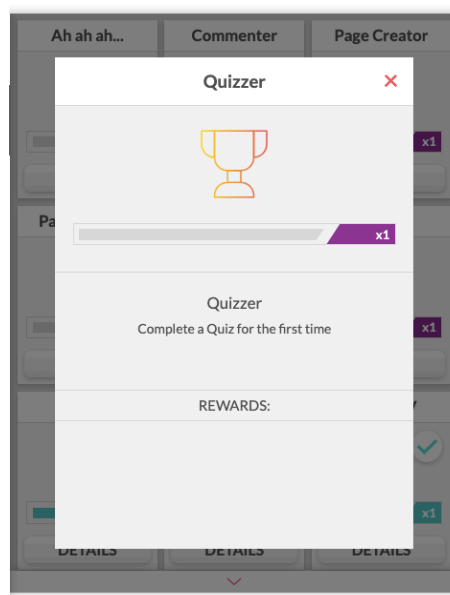 Ah ah ah...
Commenter
Page Creator
Quizzer
x1
x1
Pa
Quizzer
Complete a Quiz for the first time
x1
REWARDS:
x1
DETAILS
DETAILS
DETAILS